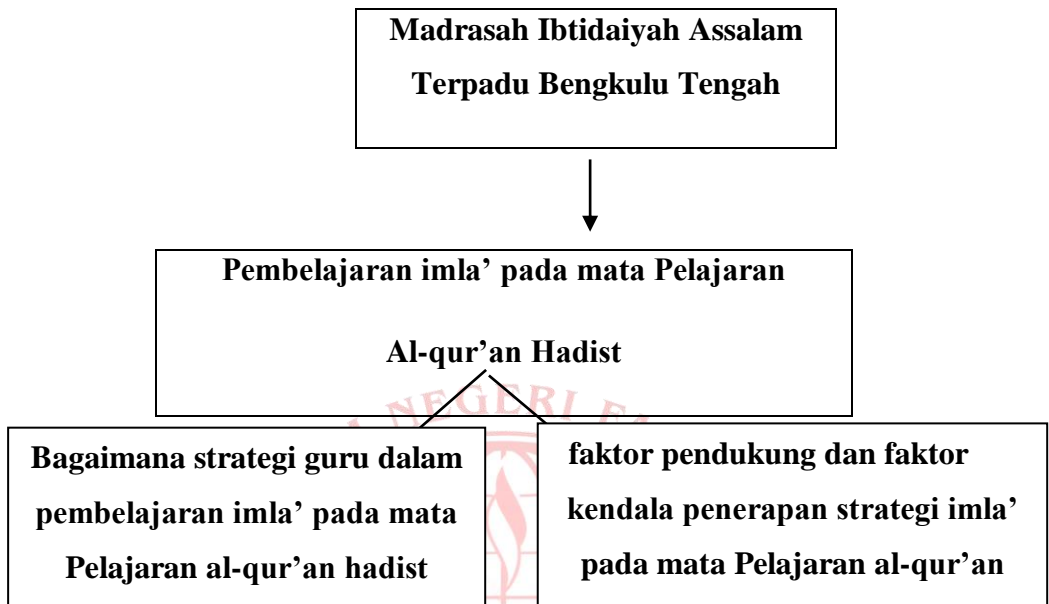 Madrasah Ibtidaiyah Assalam
Terpadu Bengkulu Tengah
Pembelajaran imla’ pada mata Pelajaran
Al-qur’an Hadist
NEGERI
Bagaimana strategi guru dalam
pembelajaran imla’ pada mata
Pelajaran al-qur’an hadist
faktor pendukung dan faktor
kendala penerapan strategi imla’
pada mata Pelajaran al-qur’an